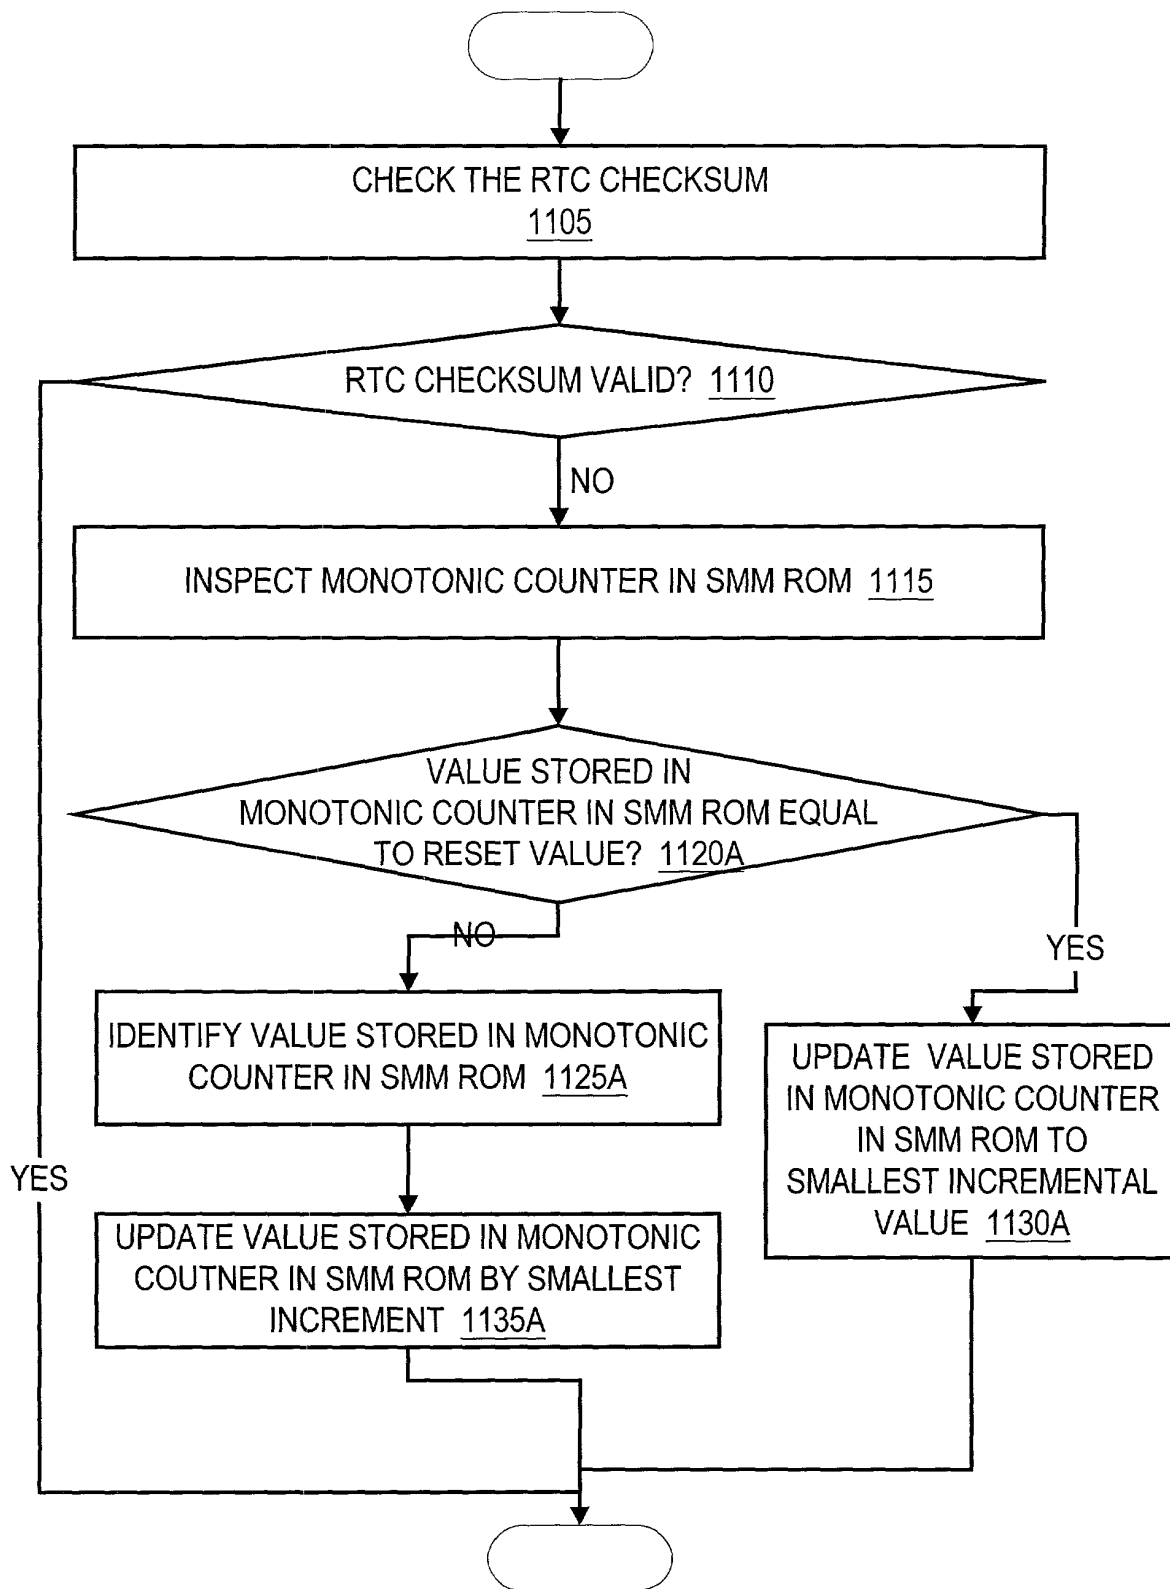 CHECK THE RTC CHECKSUM
1105
RTC CHECKSUM VALID? 1110
NO
INSPECT MONOTONIC COUNTER IN SMM ROM 1115
VALUE STORED IN
MONOTONIC COUNTER IN SMM ROM EQUAL
TO RESET VALUE? 1120A
NO
YES
IDENTIFY VALUE STORED IN MONOTONIC
COUNTER IN SMM ROM 1125A
UPDATE VALUE STORED
IN MONOTONIC COUNTER
IN SMM ROM TO
SMALLEST INCREMENTAL
VALUE 1130A
YES
UPDATE VALUE STORED IN MONOTONIC
COUTNER IN SMM ROM BY SMALLEST
INCREMENT 1135A